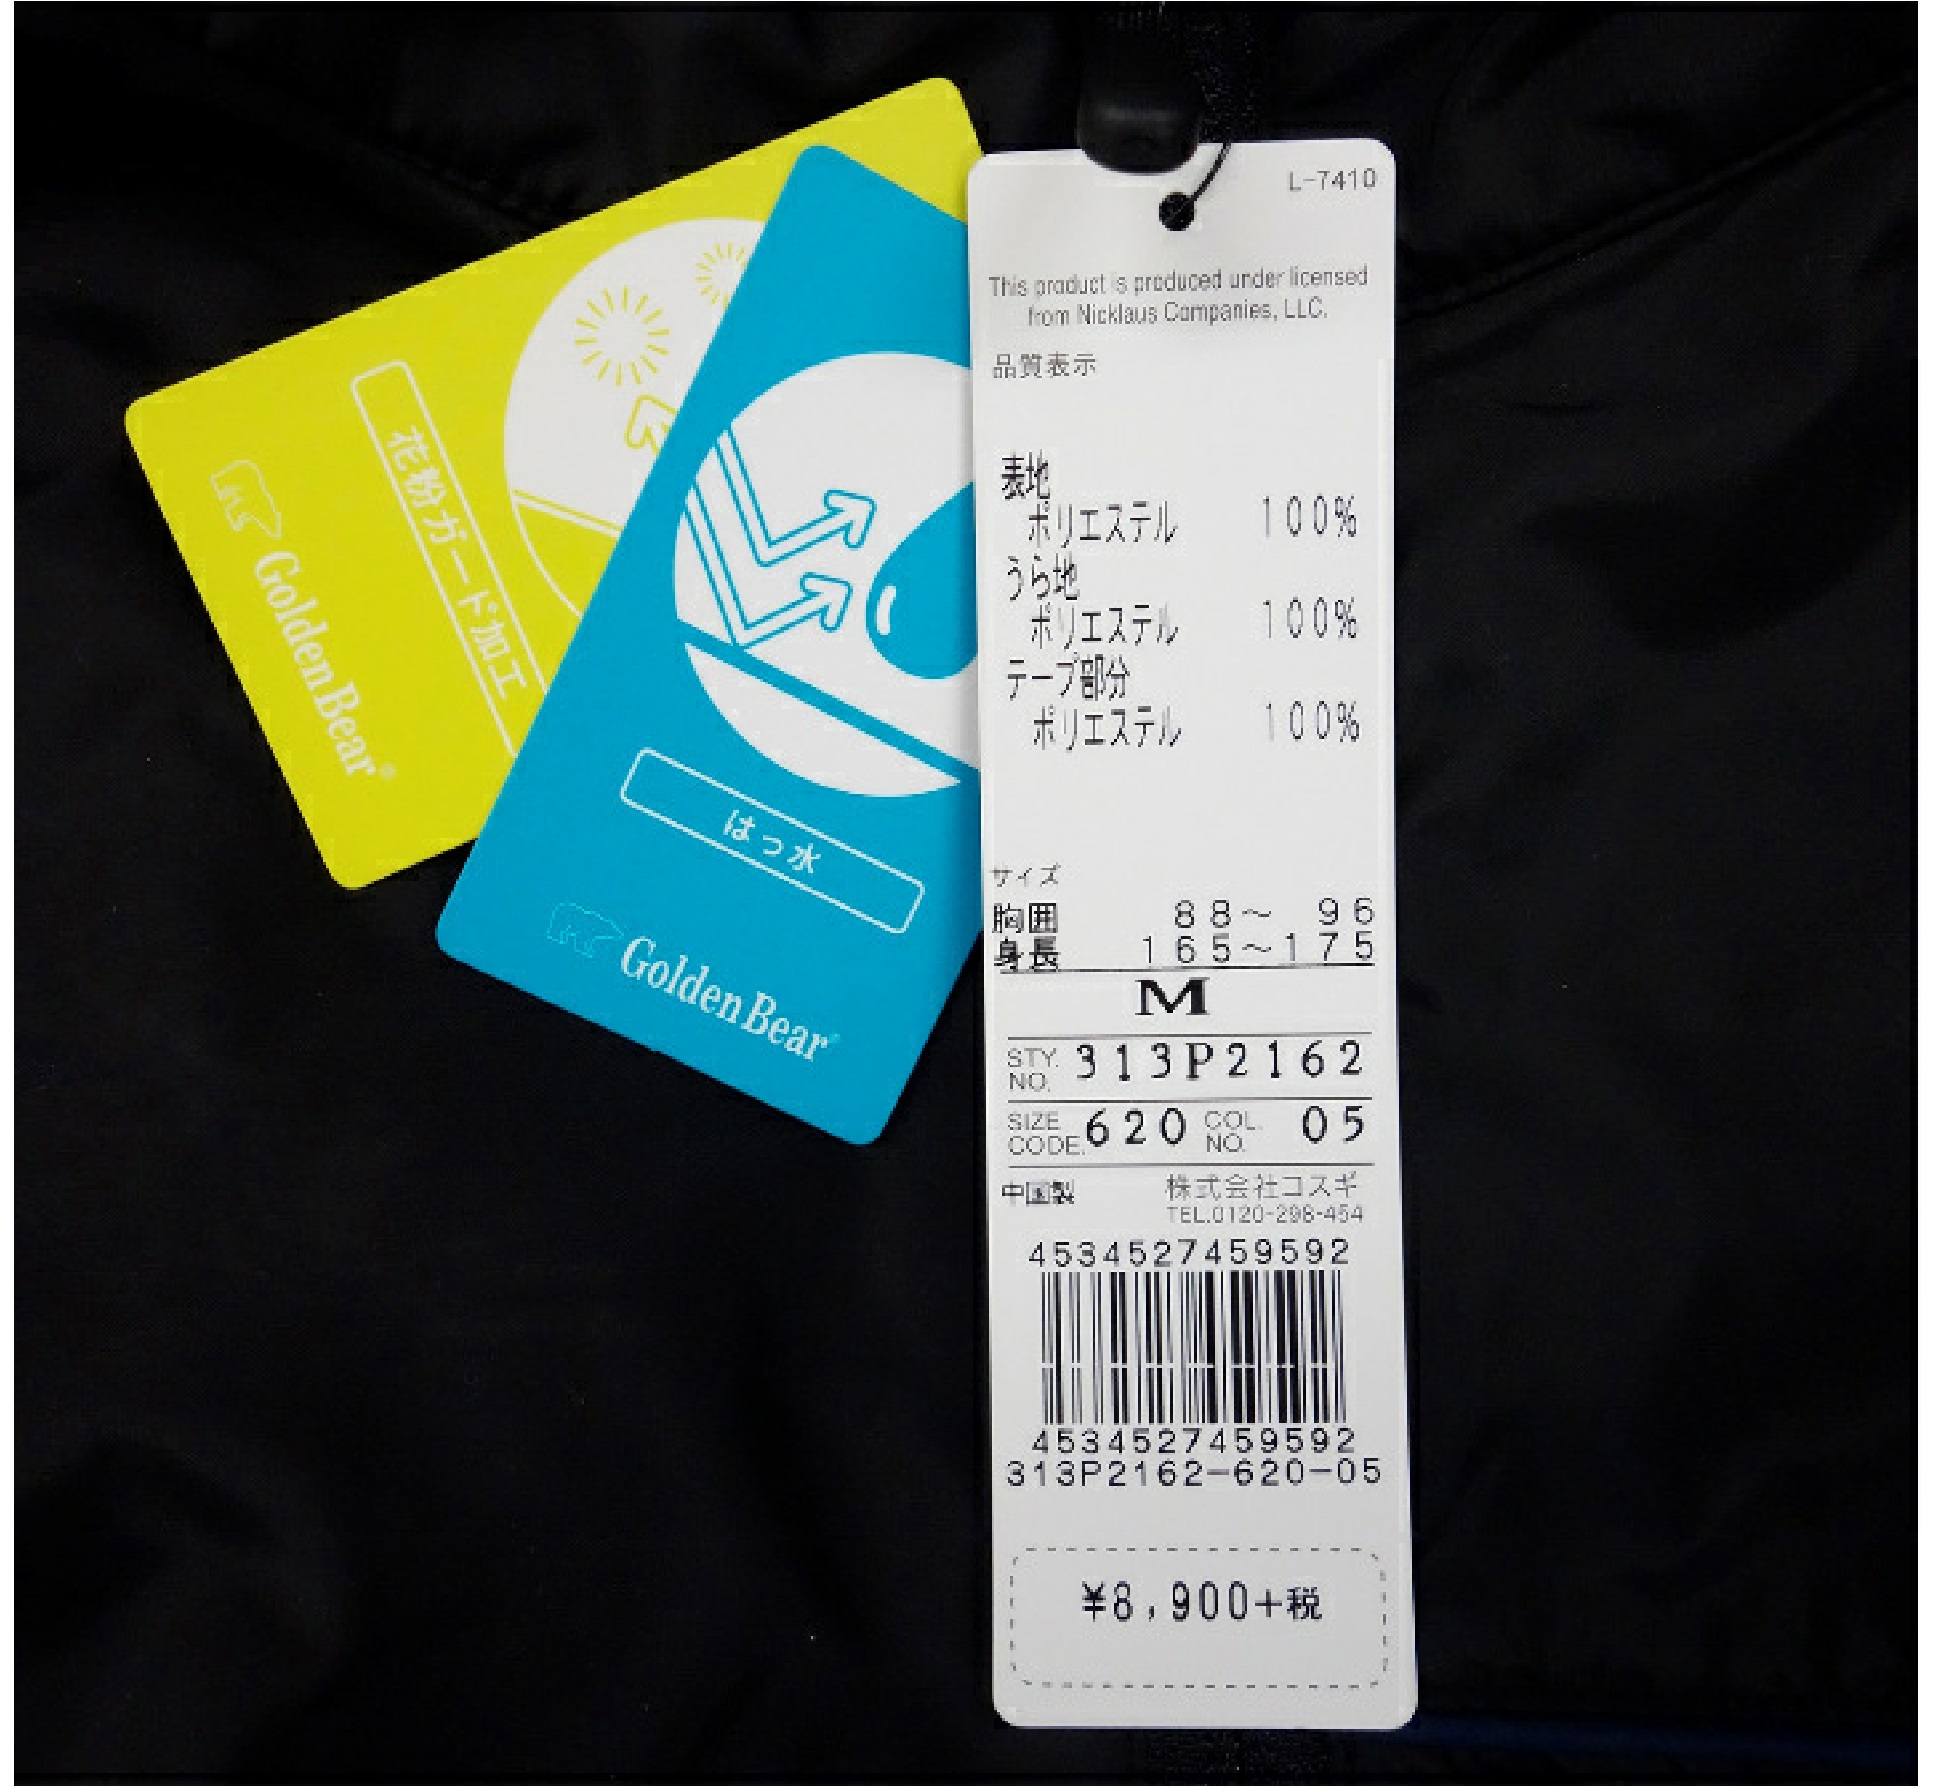 花粉ガード加工
GoldenBear®
はっ水
GoldenBear
L-7410
This product is produced under licensed
from Nicklaus Companies, LLC.
品質表示
表地
ポリエステル 100%
うら地
ポリエステル 100%
テープ部分
ポリエステル 100%
サイズ
胸囲 88～ 96
身長 165～175
M
STY. NO. 313P2162
SIZE CODE. 620 COL. NO. 05
中国製 株式会社コスギ
TEL.0120-298-454
4534527459592
4534527459592
313P2162-620-05
¥8,900+税